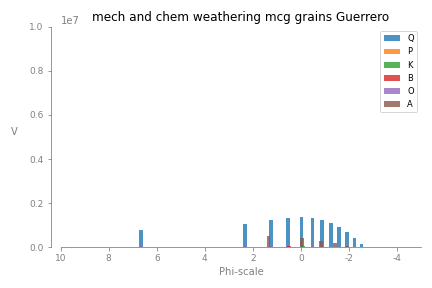 mech and chem weathering mcg grains Guerrero
1e7
1.0
0.8
0.6
0.4
0.2
0.0
V
Q
P
K
B
O
A
10 8 6 4 2 0 -2 -4
Phi-scale